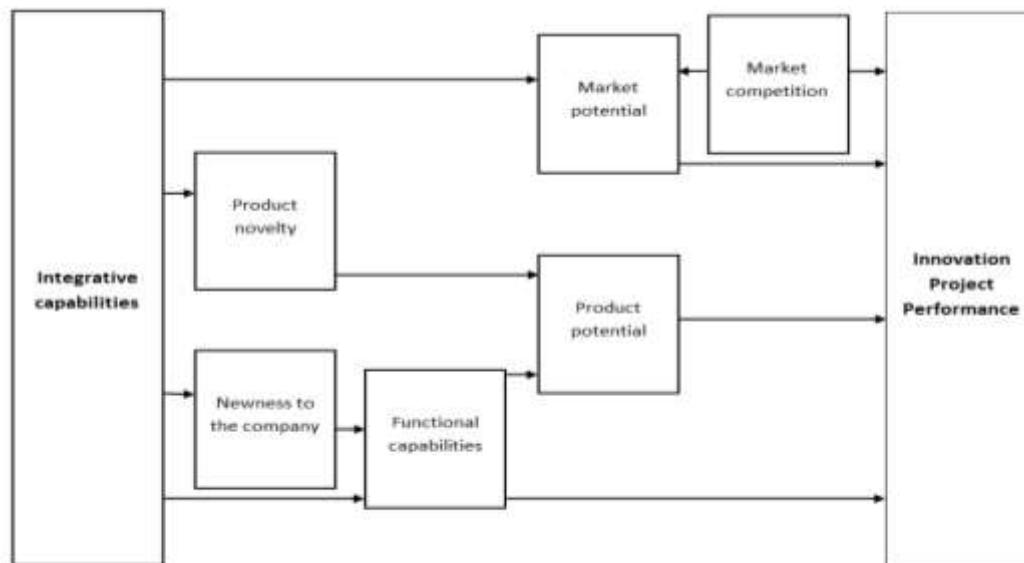 Integrative
capabilities
Product
novelty
Newness to
the company
Functional
capabilities
Market
potential
Product
potential
Market
competition
Innovation
Project
Performance